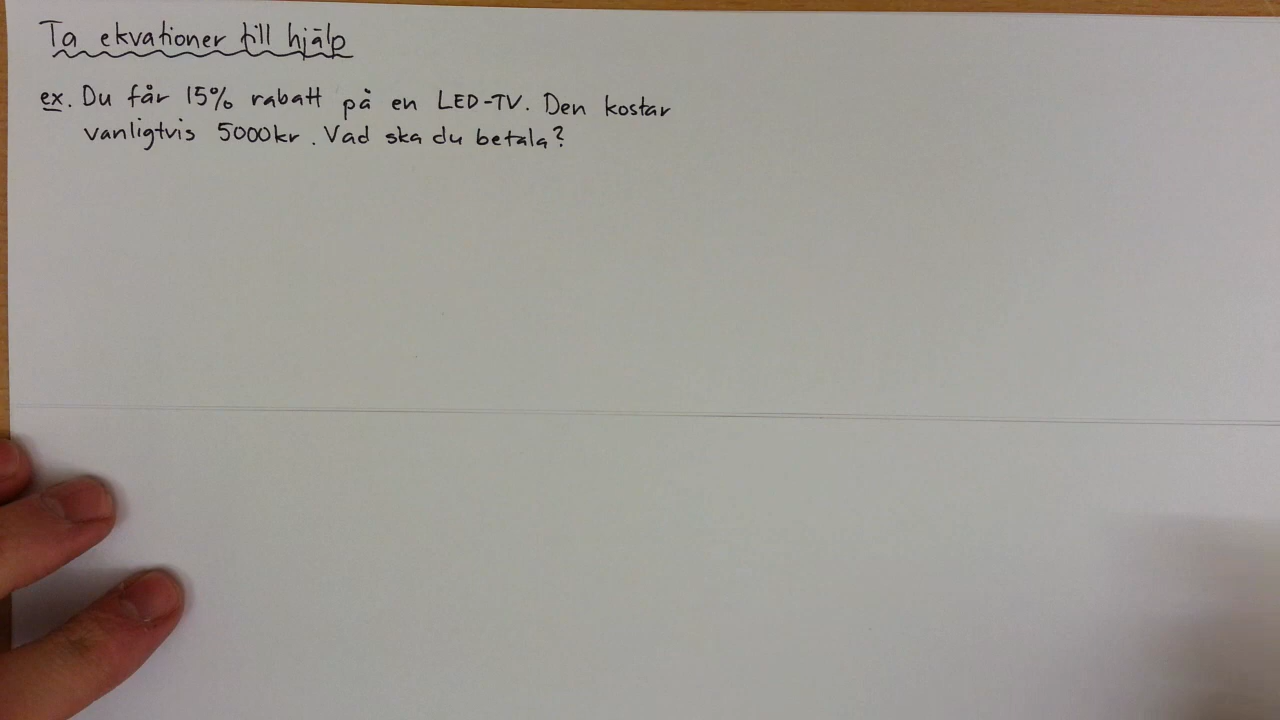 Ta ekvationer till hjälp
ex. Du får 15% rabatt på en LED-TV. Den kostar
vanligtvis 5000kr. Vad ska du betala?